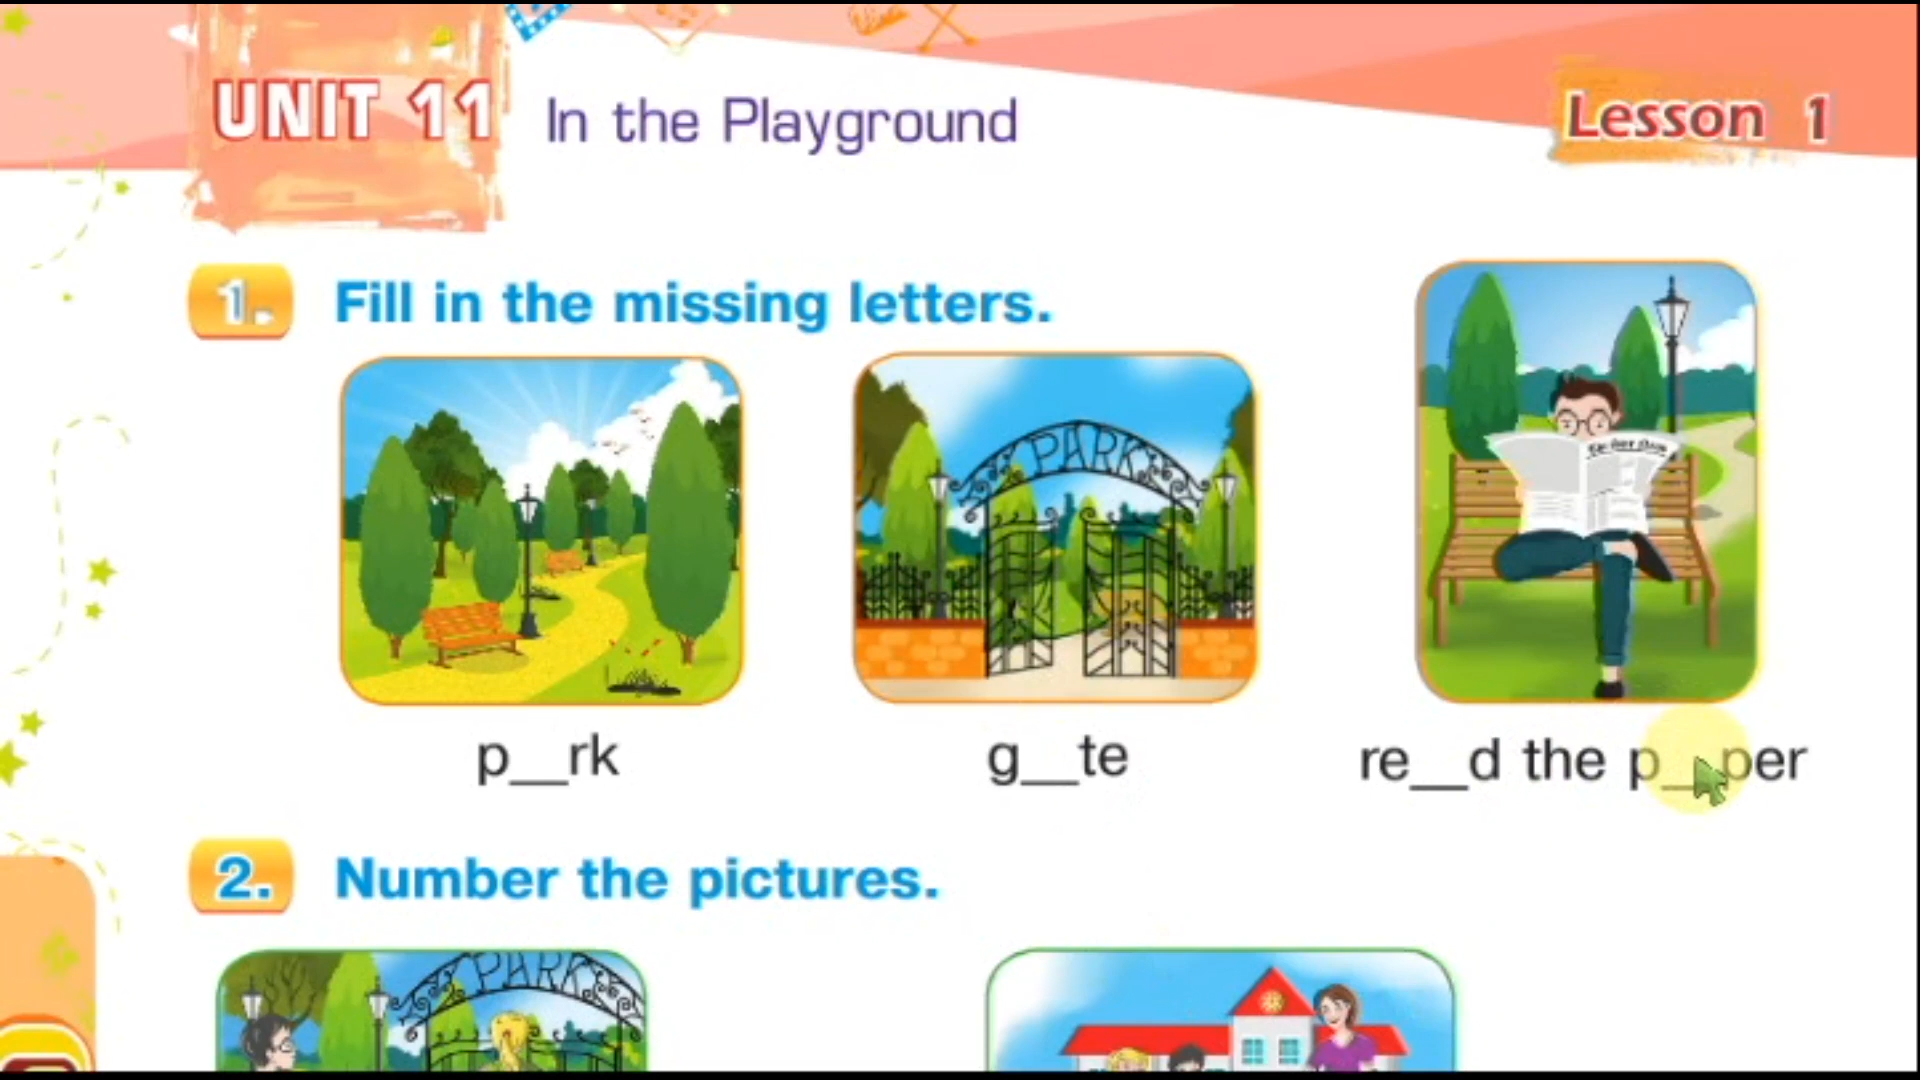 UNIT 11
In the Playground
Lesson 1
1. Fill in the missing letters.
PARK
p__rk
g__te
re__d the p__per
2. Number the pictures.
PARK